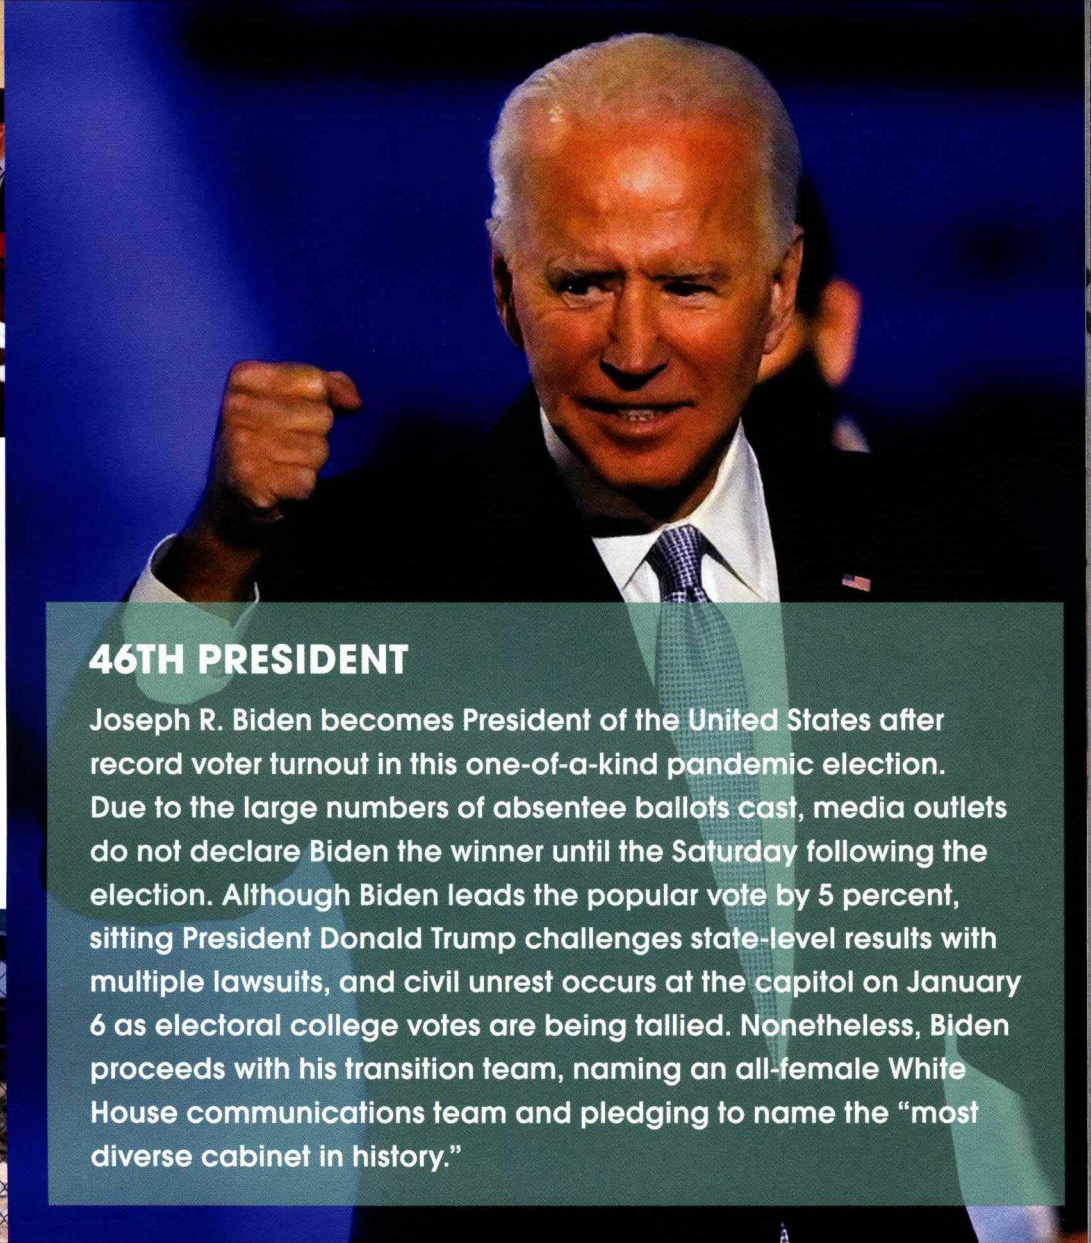 46TH PRESIDENT
Joseph R. Biden becomes President of the United States after
record voter turnout in this one-of-a-kind pandemic election.
Due to the large numbers of absentee ballots cast, media outlets
do not declare Biden the winner until the Saturday following the
election. Although Biden leads the popular vote by 5 percent,
sitting President Donald Trump challenges state-level results with
multiple lawsuits, and civil unrest occurs at the capitol on January
6 as electoral college votes are being tallied. Nonetheless, Biden
proceeds with his transition team, naming an all-female White
House communications team and pledging to name the “most
diverse cabinet in history.”